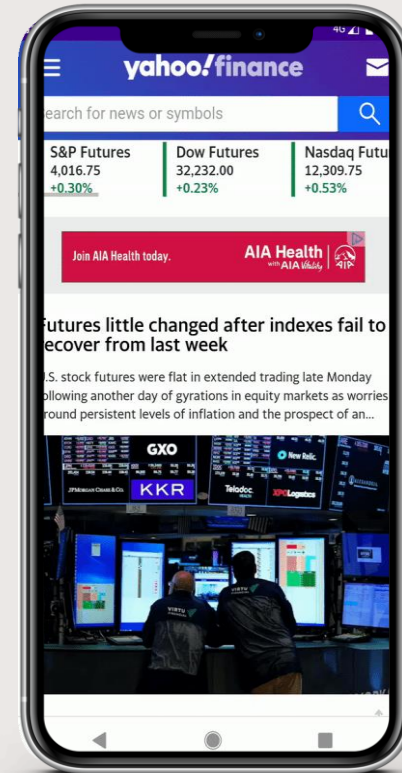 4G
yahoo!finance
earch for news or symbols
S&P Futures
4,016.75
+0.30%
Dow Futures
32,232.00
+0.23%
Nasdaq Futu
12,309.75
+0.53%
Join AIA Health today.
AIA Health
with AIA Vitality
AIA
Futures little changed after indexes fail to
ecover from last week
U.S. stock futures were flat in extended trading late Monday
ollowing another day of gyrations in equity markets as worries
round persistent levels of inflation and the prospect of an...
GXO
New Relic.
JPMORGAN CHASE & CO.
KKR
Teladoc
HEALTH
XPOLogistics
VIRTU
VIRTU